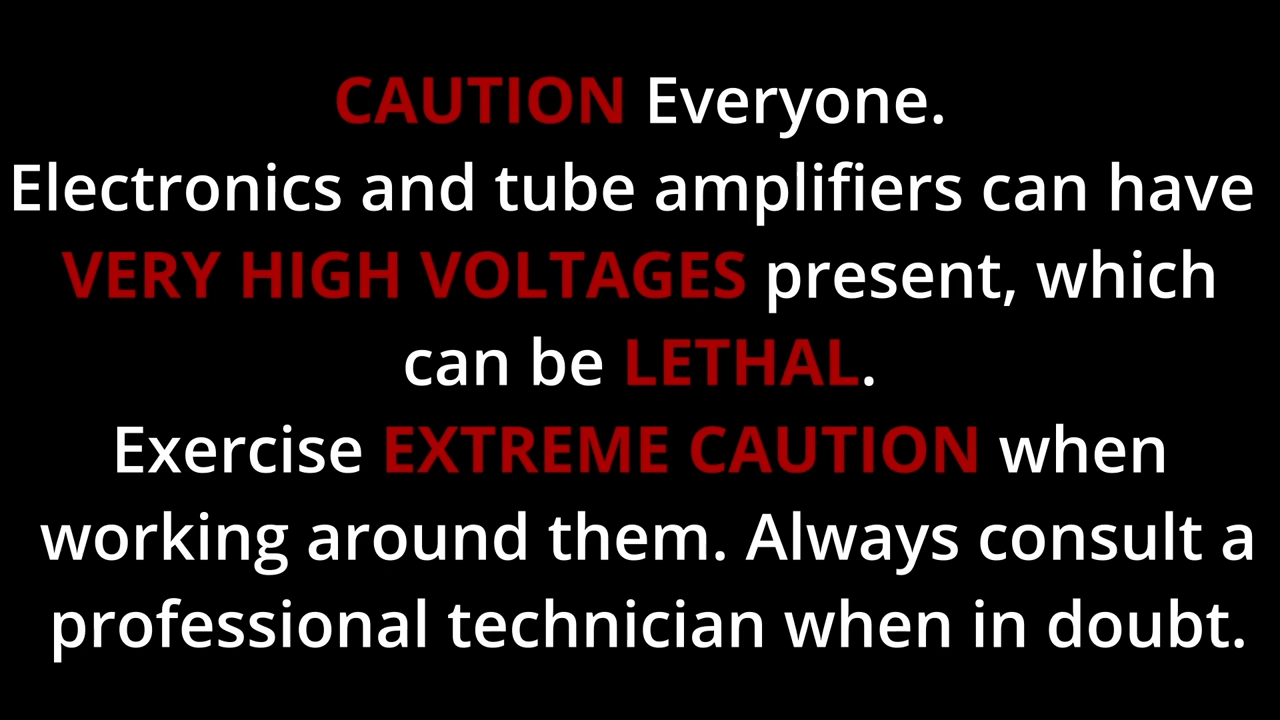 CAUTION Everyone.
Electronics and tube amplifiers can have
VERY HIGH VOLTAGES present, which
can be LETHAL.
Exercise EXTREME CAUTION when
working around them. Always consult a
professional technician when in doubt.